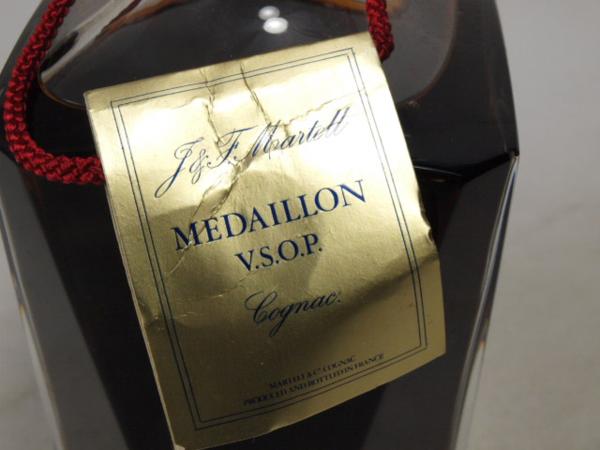 J & F. Martell
MEDAILLON
V.S.O.P.
Cognac.
MARTELL & Co COGNAC
PRODUCED AND BOTTLED IN FRANCE